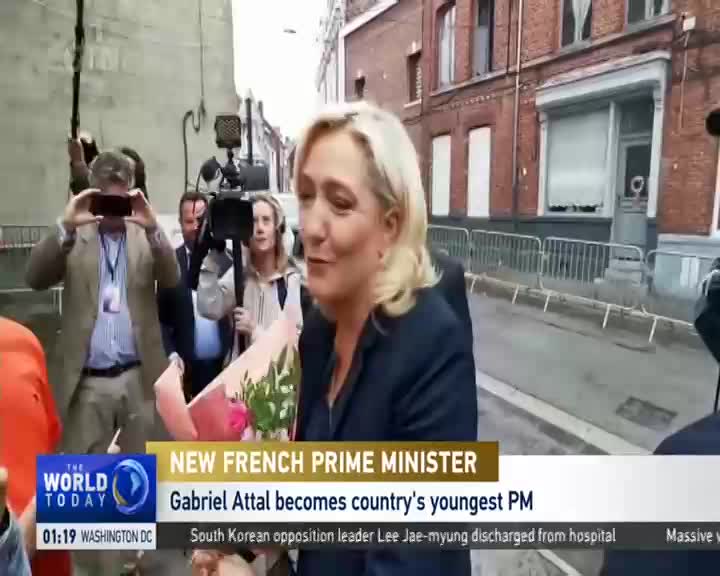 NEW FRENCH PRIME MINISTER
THE
WORLD
TODAY
Gabriel Attal becomes country's youngest PM
01:19 WASHINGTON DC
South Korean opposition leader Lee Jae-myung discharged from hospital
Massive